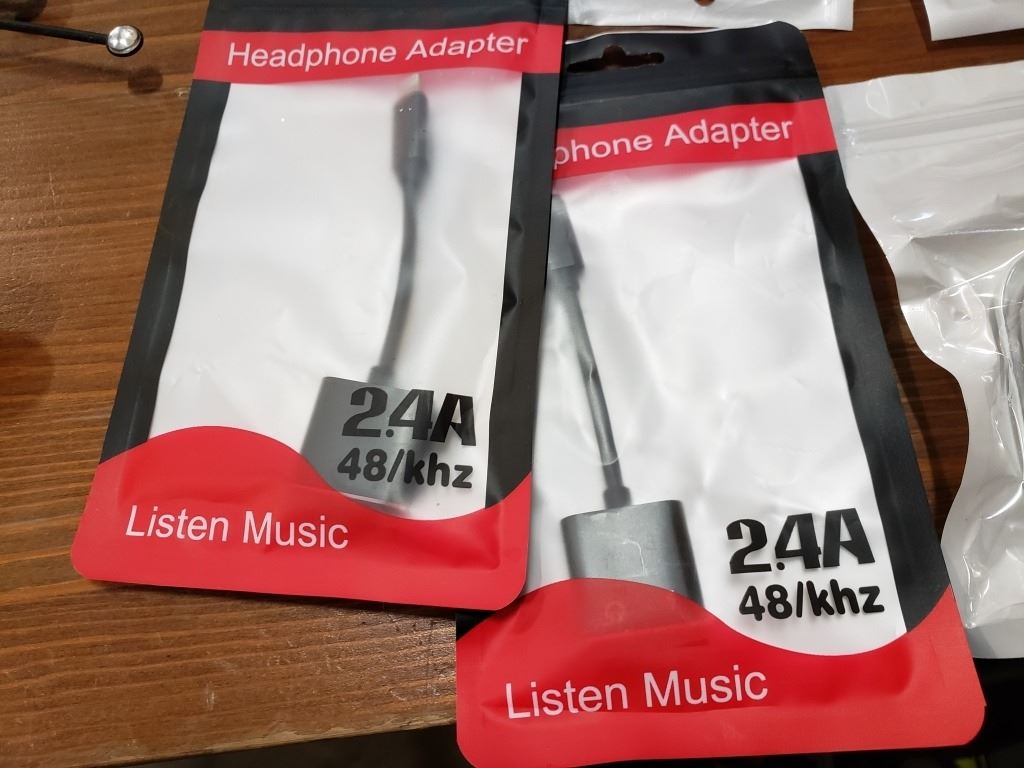 Headphone Adapter
2.4A
48/khz
Listen Music
phone Adapter
2.4A
48/khz
Listen Music